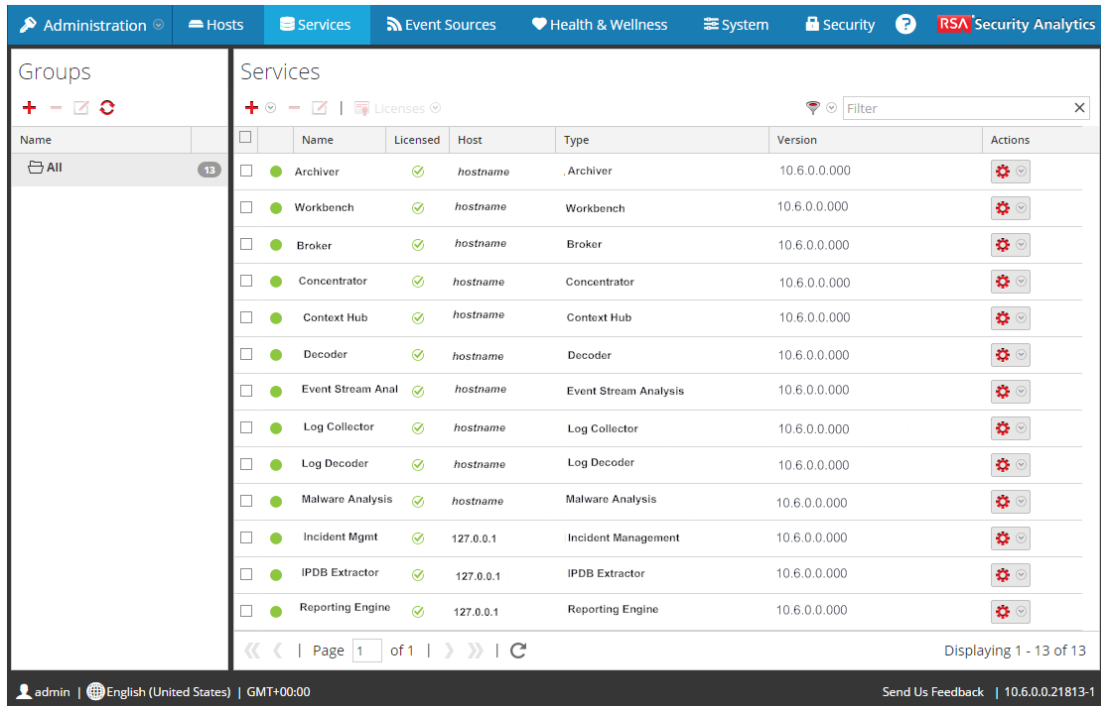 Administration Hosts Services Event Sources Health & Wellness System Security ? RSA Security Analytics
Groups
Services
Licenses
Filter
Name
Name Licensed Host Type Version Actions
All 13
Archiver hostname Archiver 10.6.0.0.000
Workbench hostname Workbench 10.6.0.0.000
Broker hostname Broker 10.6.0.0.000
Concentrator hostname Concentrator 10.6.0.0.000
Context Hub hostname Context Hub 10.6.0.0.000
Decoder hostname Decoder 10.6.0.0.000
Event Stream Anal hostname Event Stream Analysis 10.6.0.0.000
Log Collector hostname Log Collector 10.6.0.0.000
Log Decoder hostname Log Decoder 10.6.0.0.000
Malware Analysis hostname Malware Analysis 10.6.0.0.000
Incident Mgmt 127.0.0.1 Incident Management 10.6.0.0.000
IPDB Extractor 127.0.0.1 IPDB Extractor 10.6.0.0.000
Reporting Engine 127.0.0.1 Reporting Engine 10.6.0.0.000
| Page 1 of 1 | | Displaying 1 - 13 of 13
admin | English (United States) | GMT+00:00 Send Us Feedback | 10.6.0.0.21813-1